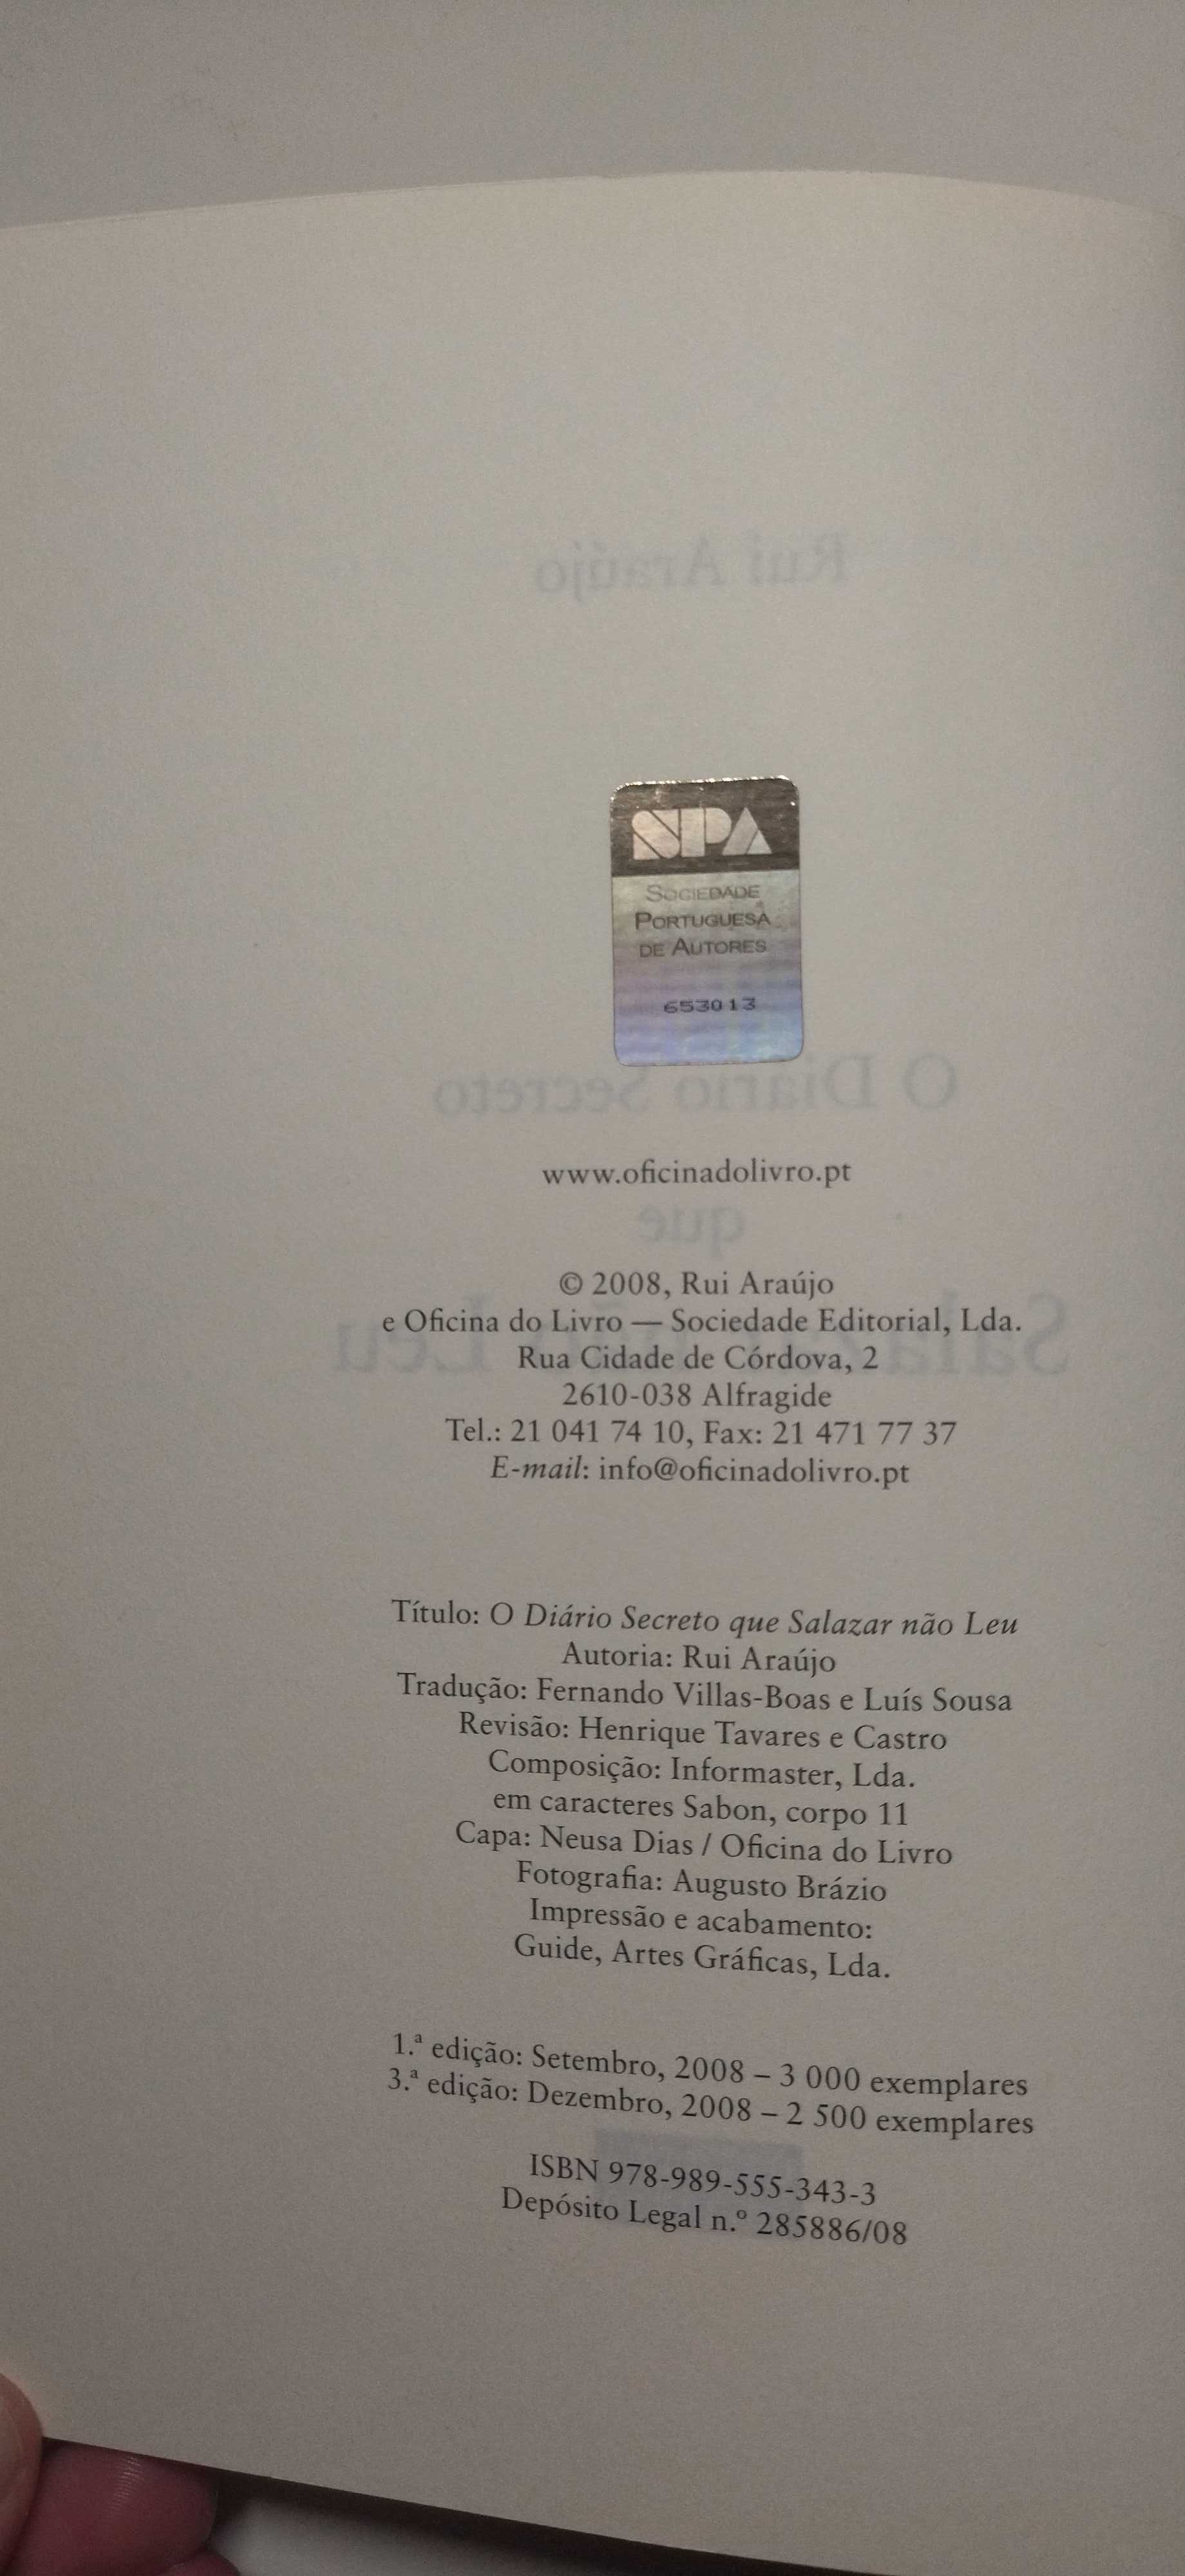 Rui Araújo
SPA
SOCIEDADE
PORTUGUESA
DE AUTORES
653013
O Diário Secreto
www.oficinadolivro.pt
que
© 2008, Rui Araújo
e Oficina do Livro — Sociedade Editorial, Lda.
Rua Cidade de Córdova, 2
2610-038 Alfragide
Tel.: 21 041 74 10, Fax: 21 471 77 37
E-mail: info@oficinadolivro.pt
Título: O Diário Secreto que Salazar não Leu
Autoria: Rui Araújo
Tradução: Fernando Villas-Boas e Luís Sousa
Revisão: Henrique Tavares e Castro
Composição: Informaster, Lda.
em caracteres Sabon, corpo 11
Capa: Neusa Dias / Oficina do Livro
Fotografia: Augusto Brázio
Impressão e acabamento:
Guide, Artes Gráficas, Lda.
1.ª edição: Setembro, 2008 – 3 000 exemplares
3.ª edição: Dezembro, 2008 – 2 500 exemplares
ISBN 978-989-555-343-3
Depósito Legal n.º 285886/08